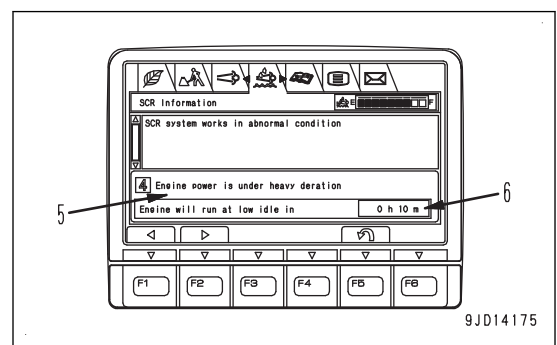 SCR Information
E F
SCR system works in abnormal condition
4 Engine power is under heavy deration
Engine will run at low idle in 0 h 10 m
5
6
F1 F2 F3 F4 F5 F6
9JD14175